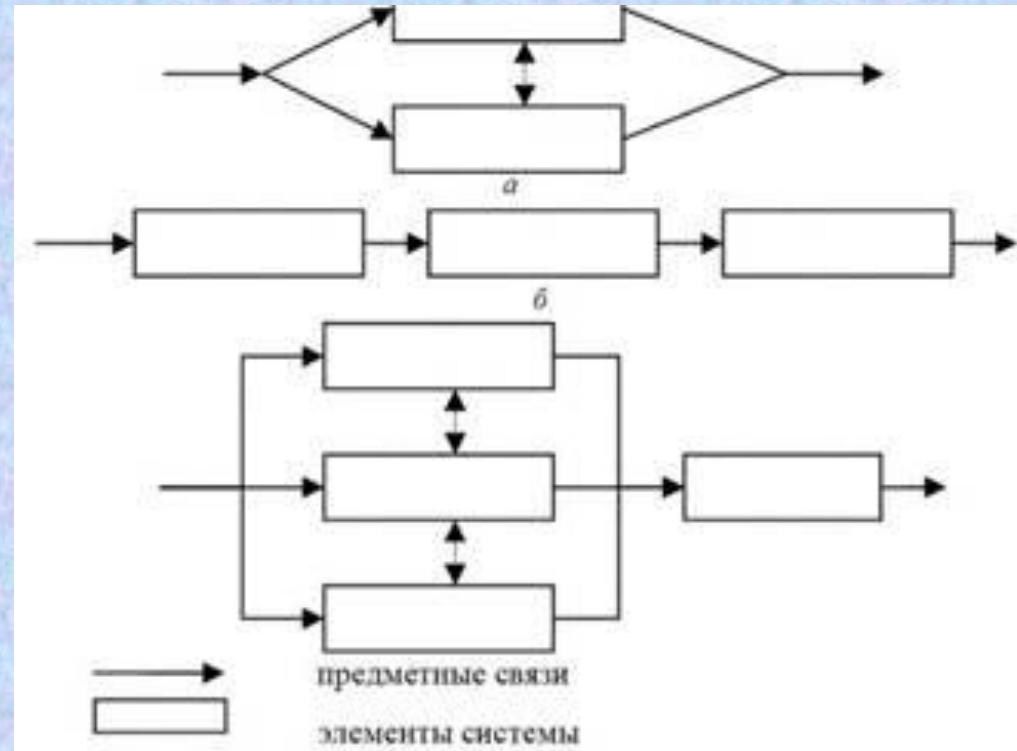 а
б
предметные связи
элементы системы